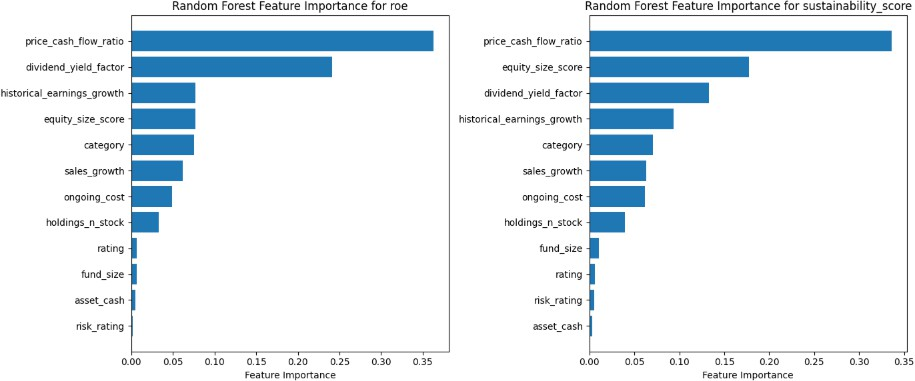 Random Forest Feature Importance for roe
price_cash_flow_ratio
dividend_yield_factor
historical_earnings_growth
equity_size_score
category
sales_growth
ongoing_cost
holdings_n_stock
rating
fund_size
asset_cash
risk_rating
0.00 0.05 0.10 0.15 0.20 0.25 0.30 0.35
Feature Importance
Random Forest Feature Importance for sustainability_score
price_cash_flow_ratio
equity_size_score
dividend_yield_factor
historical_earnings_growth
category
sales_growth
ongoing_cost
holdings_n_stock
fund_size
rating
risk_rating
asset_cash
0.00 0.05 0.10 0.15 0.20 0.25 0.30 0.35
Feature Importance